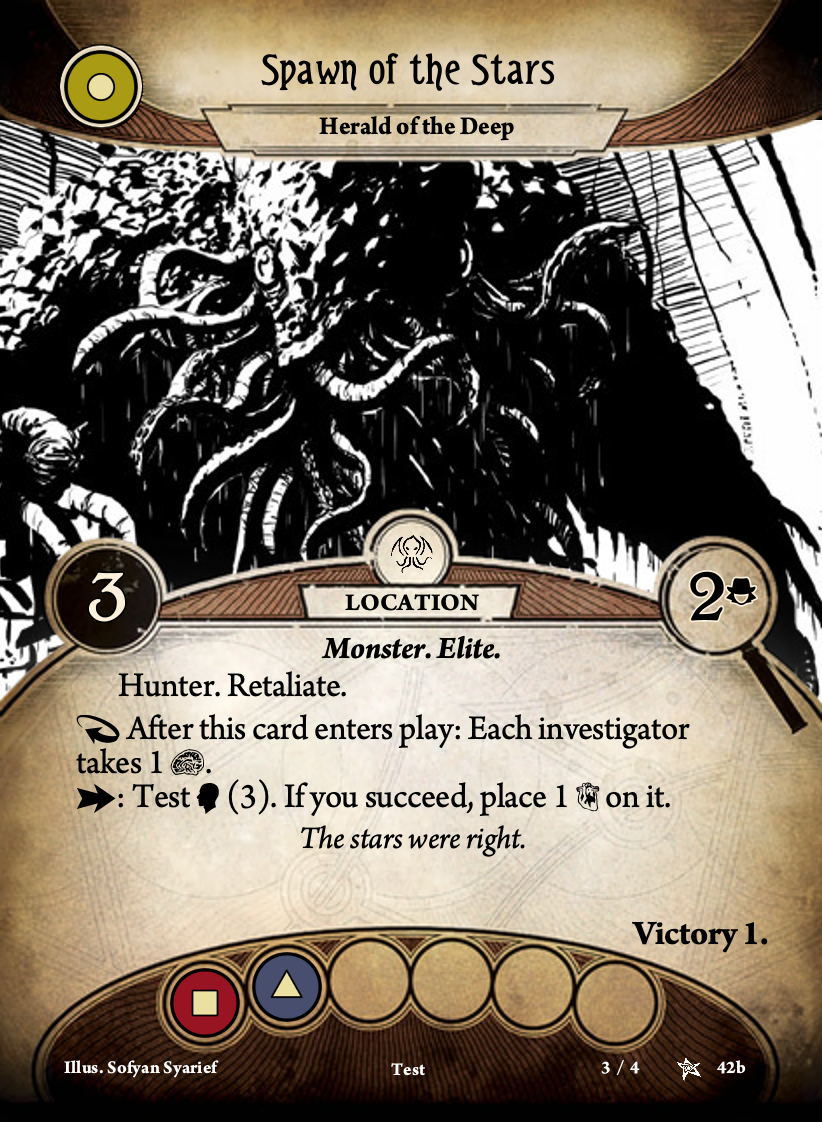 Spawn of the Stars
Herald of the Deep
3
2
LOCATION
Monster. Elite.
Hunter. Retaliate.
After this card enters play: Each investigator
takes 1 .
: Test (3). If you succeed, place 1 on it.
The stars were right.
Victory 1.
Illus. Sofyan Syarief
Test
3 / 4
42b